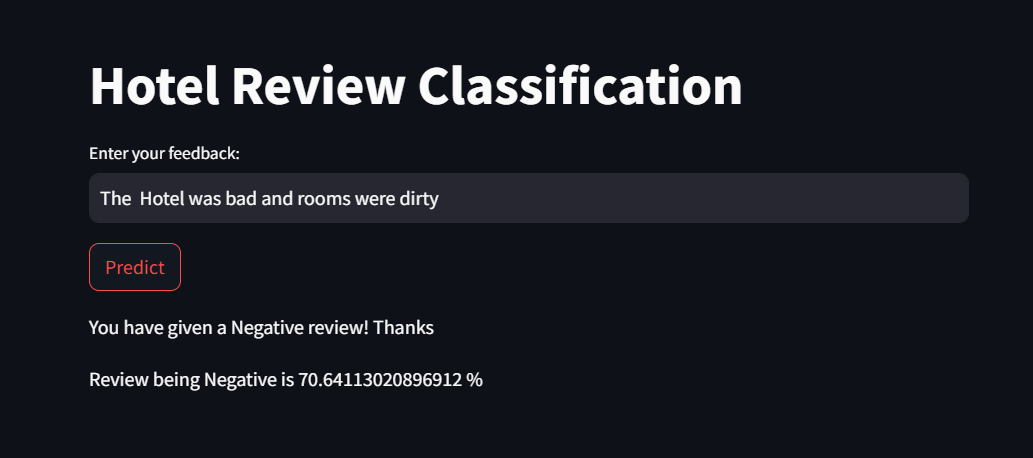 Hotel Review Classification
Enter your feedback:
The  Hotel was bad and rooms were dirty
Predict
You have given a Negative review! Thanks
Review being Negative is 70.64113020896912 %